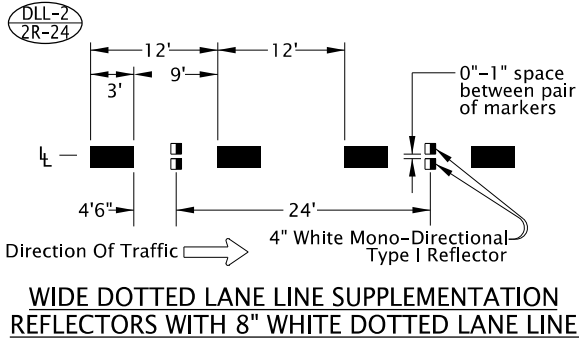 DLL-2
2R-24
12'
12'
3'
9'
0"-1" space
between pair
of markers
LL
4'6"
24'
Direction Of Traffic
4" White Mono-Directional
Type I Reflector
WIDE DOTTED LANE LINE SUPPLEMENTATION
REFLECTORS WITH 8" WHITE DOTTED LANE LINE